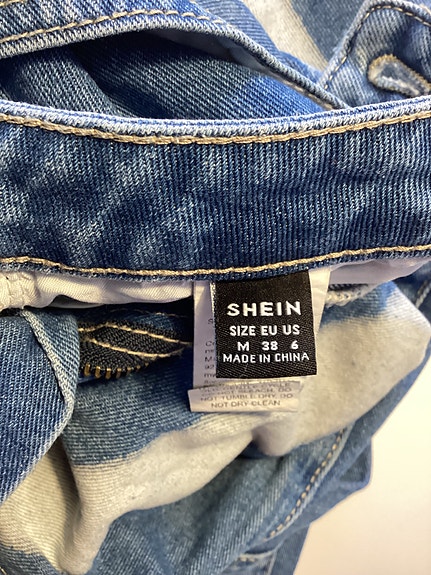 SHEIN
SIZE EU US
M 38 6
MADE IN CHINA
NOT TUMBLE DRY, DO
NOT DRY CLEAN